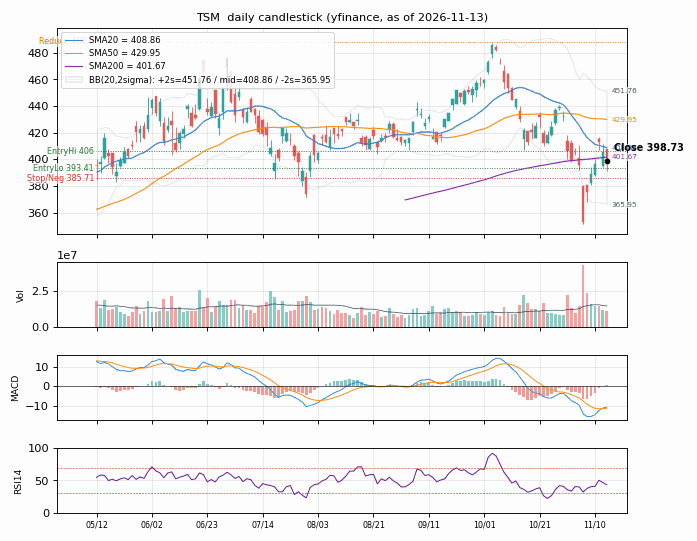 TSM  daily candlestick (yfinance, as of 2026-11-13)
SMA20 = 408.86
SMA50 = 429.95
SMA200 = 401.67
BB(20,2sigma): +2s=451.76 / mid=408.86 / -2s=365.95
480
460
440
420
400
380
360
EntryHi 406
EntryLo 393.41
Stop/Neg 385.71
451.76
429.95
Close 398.73
401.67
365.95
1e7
Vol
2.5
0.0
MACD
10
0
−10
RSI14
100
50
0
05/12
06/02
06/23
07/14
08/03
08/21
09/11
10/01
10/21
11/10